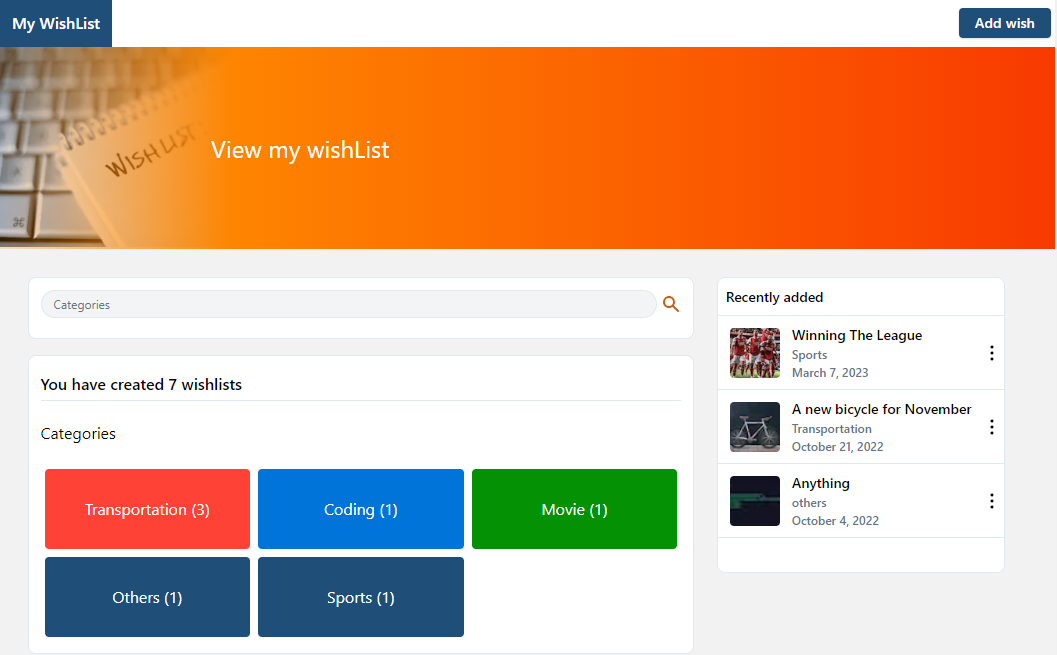 My WishList
Add wish
WISHLIST:
View my wishList
Categories
You have created 7 wishlists
Categories
Transportation (3)
Coding (1)
Movie (1)
Others (1)
Sports (1)
Recently added
Winning The League
Sports
March 7, 2023
A new bicycle for November
Transportation
October 21, 2022
Anything
others
October 4, 2022